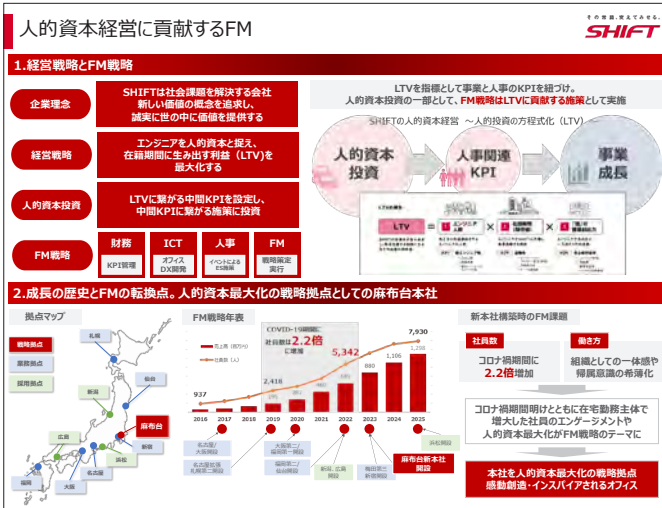 人的資本経営に貢献するFM
その常識、変えてみせる。
SHIFT
1.経営戦略とFM戦略
企業理念
SHIFTは社会課題を解決する会社
新しい価値の概念を追求し、
誠実に世の中に価値を提供する
経営戦略
エンジニアを人的資本と捉え、
在籍期間に生み出す利益（LTV)を
最大化する
人的資本投資
LTVに繋がる中間KPIを設定し、
中間KPIに繋がる施策に投資
FM戦略
財務
KPI管理
ICT
オフィス
DX開発
人事
イベントによる
ES施策
FM
戦略策定
実行
LTVを指標として事業と人事のKPIを紐づけ。
人的資本投資の一部として、FM戦略はLTVに貢献する施策として実施
SHIFTの人的資本経営 ～人的投資の方程式化（LTV）～
人的資本
投資
人事関連
KPI
事業
成長
LTV
エンジニア
人数
2.成長の歴史とFMの転換点。人的資本最大化の戦略拠点としての麻布台本社
拠点マップ
戦略拠点
業務拠点
採用拠点
札幌
仙台
新潟
麻布台
新宿
広島
浜松
名古屋
大阪
福岡
FM戦略年表
COVID-19期間に
社員数は2.2倍
に増加
売上高（百万円）
社員数（人）
937
2,416
5,342
7,930
880
1,106
1,298
2016 2017 2018 2019 2020 2021 2022 2023 2024 2025
名古屋/
大阪開設
名古屋拡張
札幌第二開設
大阪第二/
福岡第一開設
福岡第二/
仙台開設
新潟、広島
開設
梅田第三
新宿開設
麻布台新本社
開設
浜松開設
新本社構築時のFM課題
社員数
コロナ禍期間に
2.2倍増加
働き方
組織としての一体感や
帰属意識の希薄化
コロナ禍期間明けとともに在宅勤務主体で
増大した社員のエンゲージメントや
人的資本最大化がFM戦略のテーマに
本社を人的資本最大化の戦略拠点
感動創造・インスパイアされるオフィス